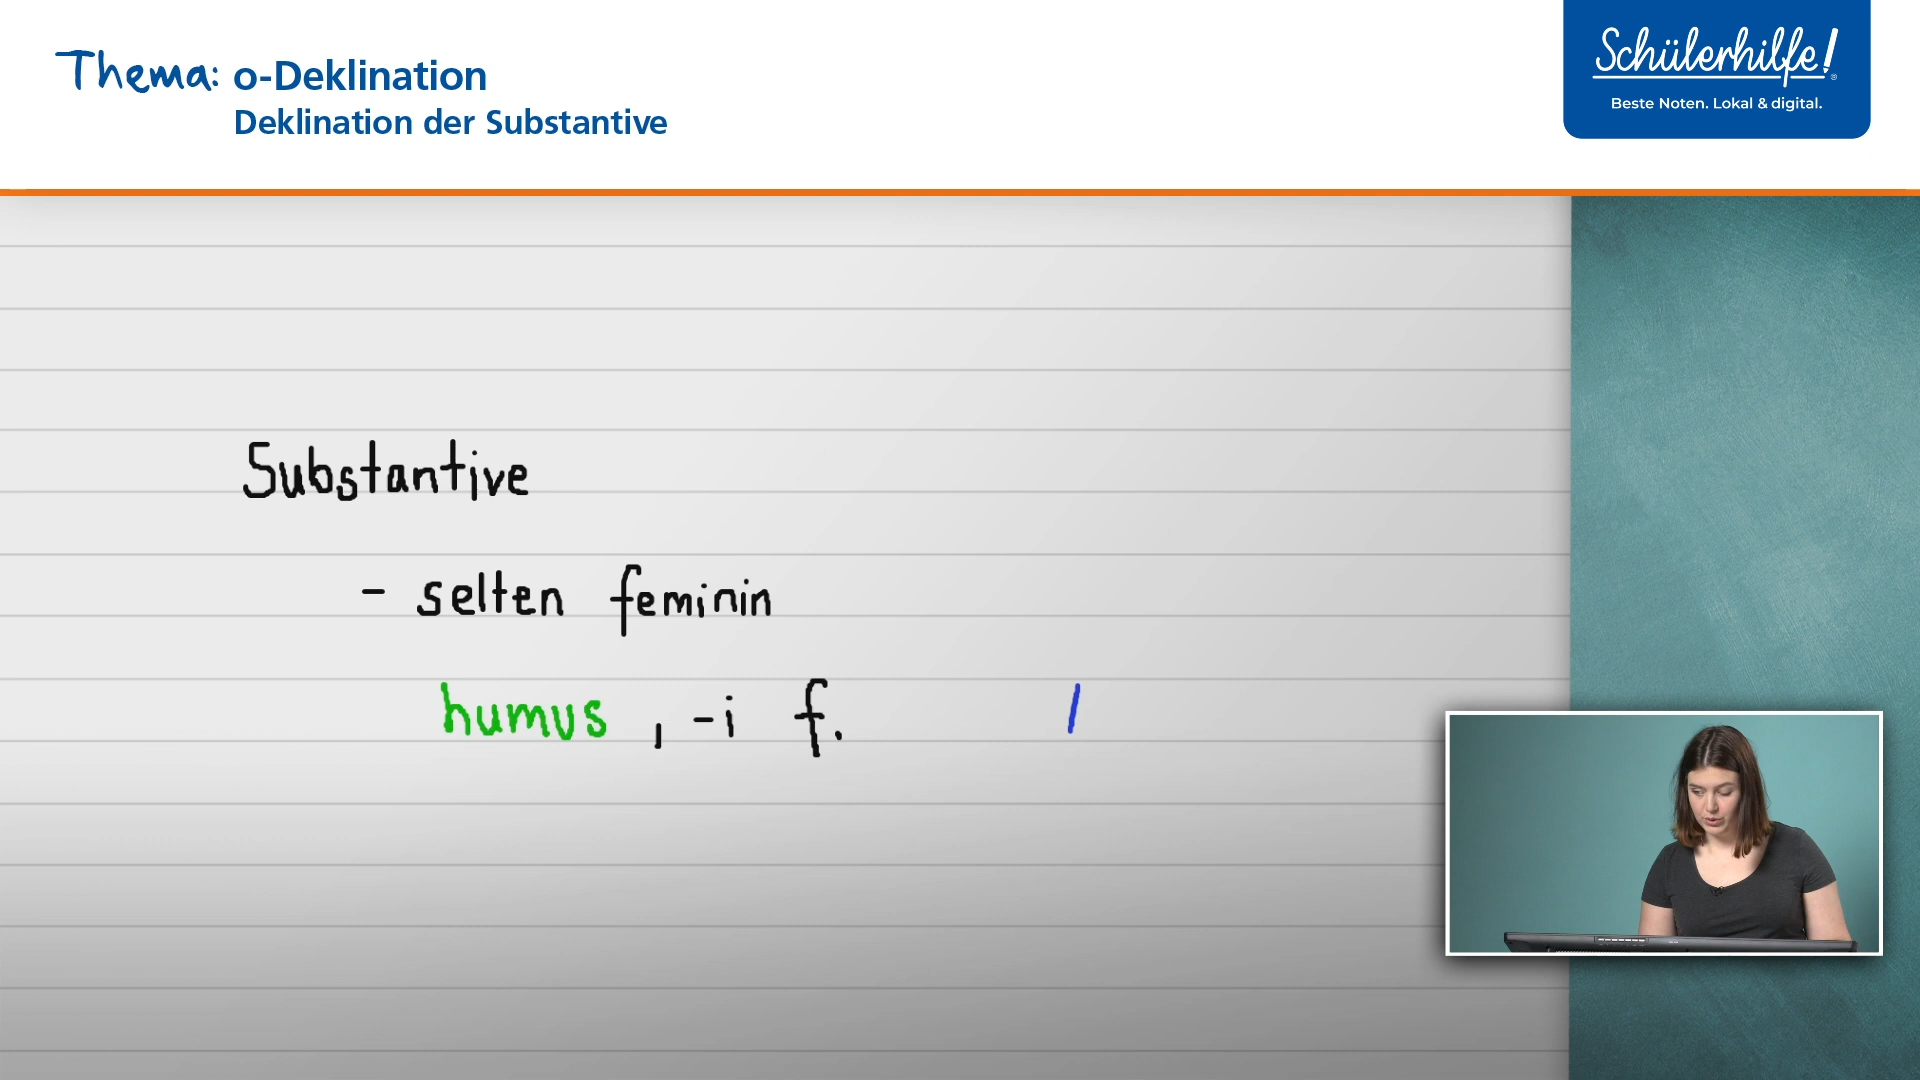 Thema: o-Deklination
Deklination der Substantive
Schülerhilfe!
Beste Noten. Lokal & digital.
Substantive
- selten feminin
humus , -i f.